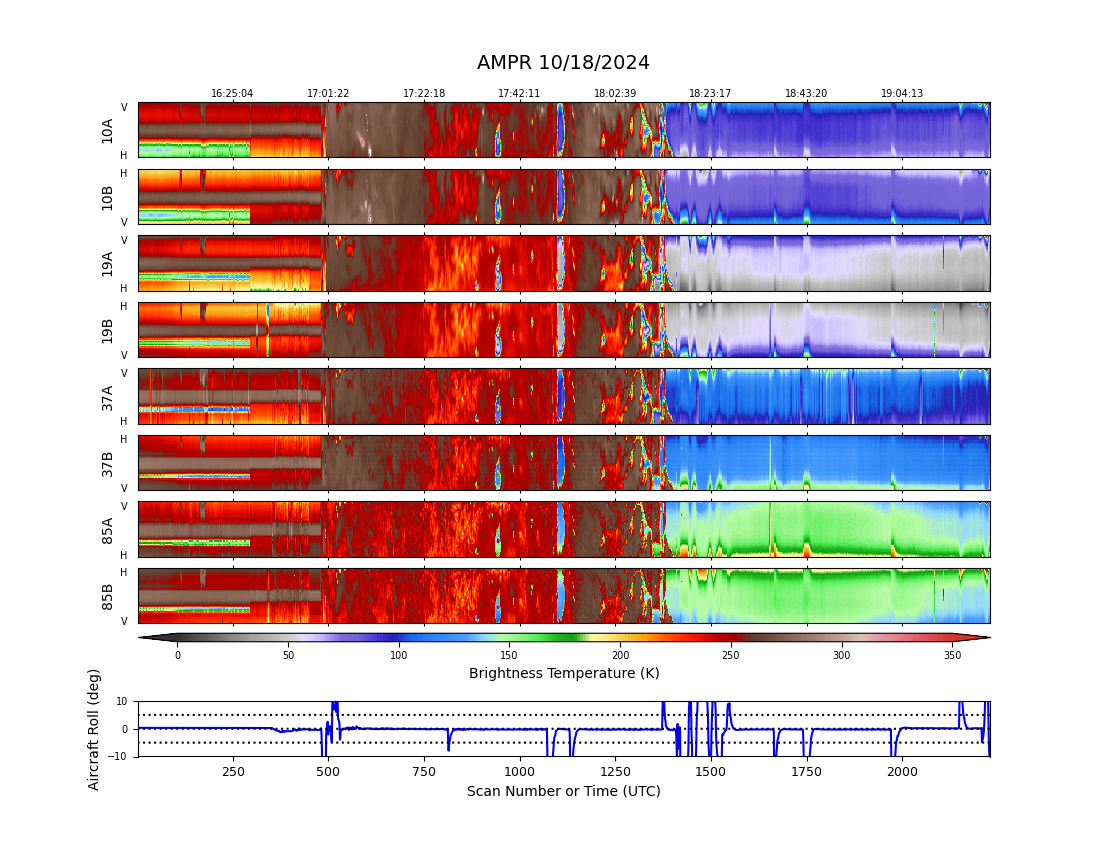 AMPR 10/18/2024
16:25:04 17:01:22 17:22:18 17:42:11 18:02:39 18:23:17 18:43:20 19:04:13
V
10A
H
H
10B
V
V
19A
H
H
19B
V
V
37A
H
H
37B
V
V
85A
H
H
85B
V
0 50 100 150 200 250 300 350
Brightness Temperature (K)
Aircraft Roll (deg)
10
0
−10
250 500 750 1000 1250 1500 1750 2000
Scan Number or Time (UTC)